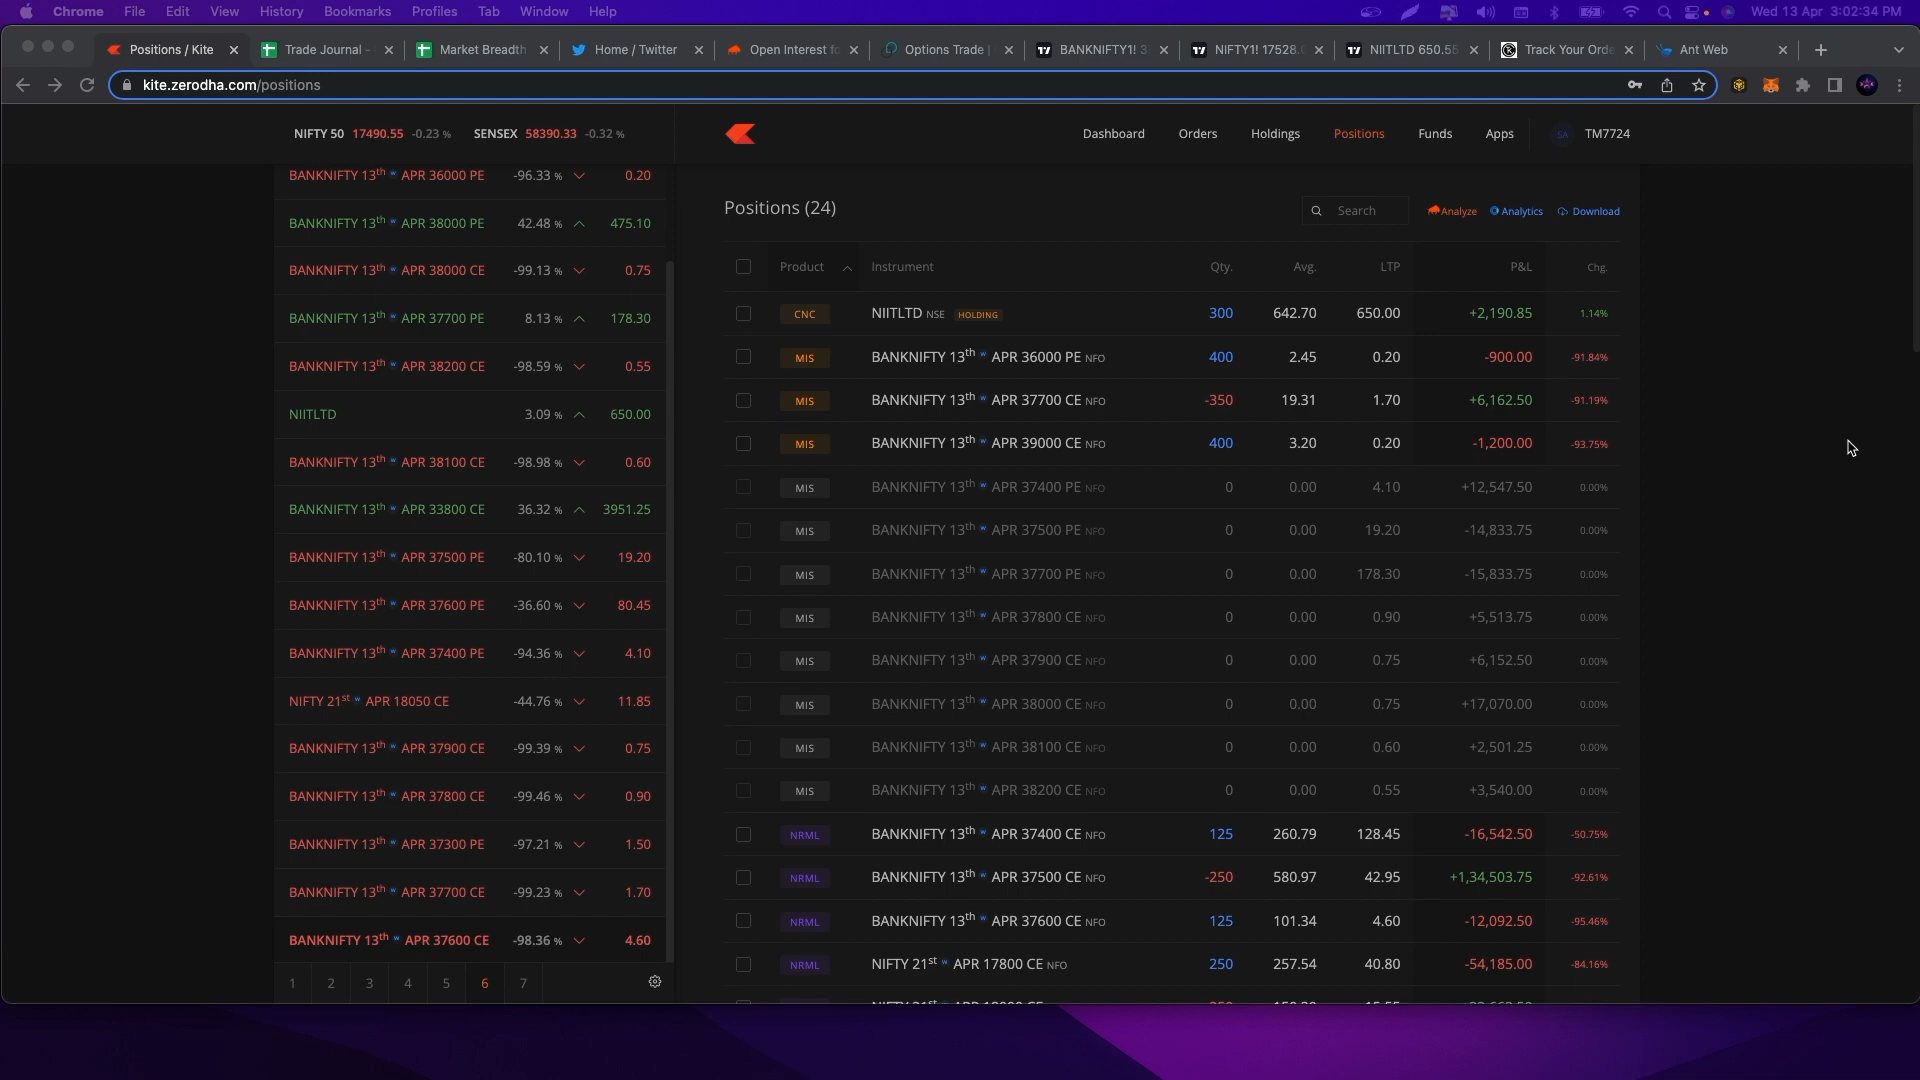 Chrome File Edit View History Bookmarks Profiles Tab Window Help Wed 13 Apr 3:02:34 PM
Positions / Kite Trade Journal - Market Breadth Home / Twitter Open Interest fo Options Trade | BANKNIFTY1! 3 NIFTY1! 17528. NIITLTD 650.55 Track Your Orde Ant Web
kite.zerodha.com/positions
NIFTY 50 17490.55 -0.23 % SENSEX 58390.33 -0.32 %
Dashboard Orders Holdings Positions Funds Apps SA TM7724
BANKNIFTY 13th w APR 36000 PE -96.33 % 0.20
BANKNIFTY 13th w APR 38000 PE 42.48 % 475.10
BANKNIFTY 13th w APR 38000 CE -99.13 % 0.75
BANKNIFTY 13th w APR 37700 PE 8.13 % 178.30
BANKNIFTY 13th w APR 38200 CE -98.59 % 0.55
NIITLTD 3.09 % 650.00
BANKNIFTY 13th w APR 38100 CE -98.98 % 0.60
BANKNIFTY 13th w APR 33800 CE 36.32 % 3951.25
BANKNIFTY 13th w APR 37500 PE -80.10 % 19.20
BANKNIFTY 13th w APR 37600 PE -36.60 % 80.45
BANKNIFTY 13th w APR 37400 PE -94.36 % 4.10
NIFTY 21st w APR 18050 CE -44.76 % 11.85
BANKNIFTY 13th w APR 37900 CE -99.39 % 0.75
BANKNIFTY 13th w APR 37800 CE -99.46 % 0.90
BANKNIFTY 13th w APR 37300 PE -97.21 % 1.50
BANKNIFTY 13th w APR 37700 CE -99.23 % 1.70
BANKNIFTY 13th w APR 37600 CE -98.36 % 4.60
1 2 3 4 5 6 7
Positions (24) Search Analyze Analytics Download
Product Instrument Qty. Avg. LTP P&L Chg.
CNC NIITLTD NSE HOLDING 300 642.70 650.00 +2,190.85 1.14%
MIS BANKNIFTY 13th w APR 36000 PE NFO 400 2.45 0.20 -900.00 -91.84%
MIS BANKNIFTY 13th w APR 37700 CE NFO -350 19.31 1.70 +6,162.50 -91.19%
MIS BANKNIFTY 13th w APR 39000 CE NFO 400 3.20 0.20 -1,200.00 -93.75%
MIS BANKNIFTY 13th w APR 37400 PE NFO 0 0.00 4.10 +12,547.50 0.00%
MIS BANKNIFTY 13th w APR 37500 PE NFO 0 0.00 19.20 -14,833.75 0.00%
MIS BANKNIFTY 13th w APR 37700 PE NFO 0 0.00 178.30 -15,833.75 0.00%
MIS BANKNIFTY 13th w APR 37800 CE NFO 0 0.00 0.90 +5,513.75 0.00%
MIS BANKNIFTY 13th w APR 37900 CE NFO 0 0.00 0.75 +6,152.50 0.00%
MIS BANKNIFTY 13th w APR 38000 CE NFO 0 0.00 0.75 +17,070.00 0.00%
MIS BANKNIFTY 13th w APR 38100 CE NFO 0 0.00 0.60 +2,501.25 0.00%
MIS BANKNIFTY 13th w APR 38200 CE NFO 0 0.00 0.55 +3,540.00 0.00%
NRML BANKNIFTY 13th w APR 37400 CE NFO 125 260.79 128.45 -16,542.50 -50.75%
NRML BANKNIFTY 13th w APR 37500 CE NFO -250 580.97 42.95 +1,34,503.75 -92.61%
NRML BANKNIFTY 13th w APR 37600 CE NFO 125 101.34 4.60 -12,092.50 -95.46%
NRML NIFTY 21st w APR 17800 CE NFO 250 257.54 40.80 -54,185.00 -84.16%